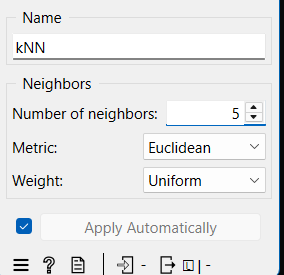 Name
kNN
Neighbors
Number of neighbors: 5
Metric: Euclidean
Weight: Uniform
Apply Automatically
? - -